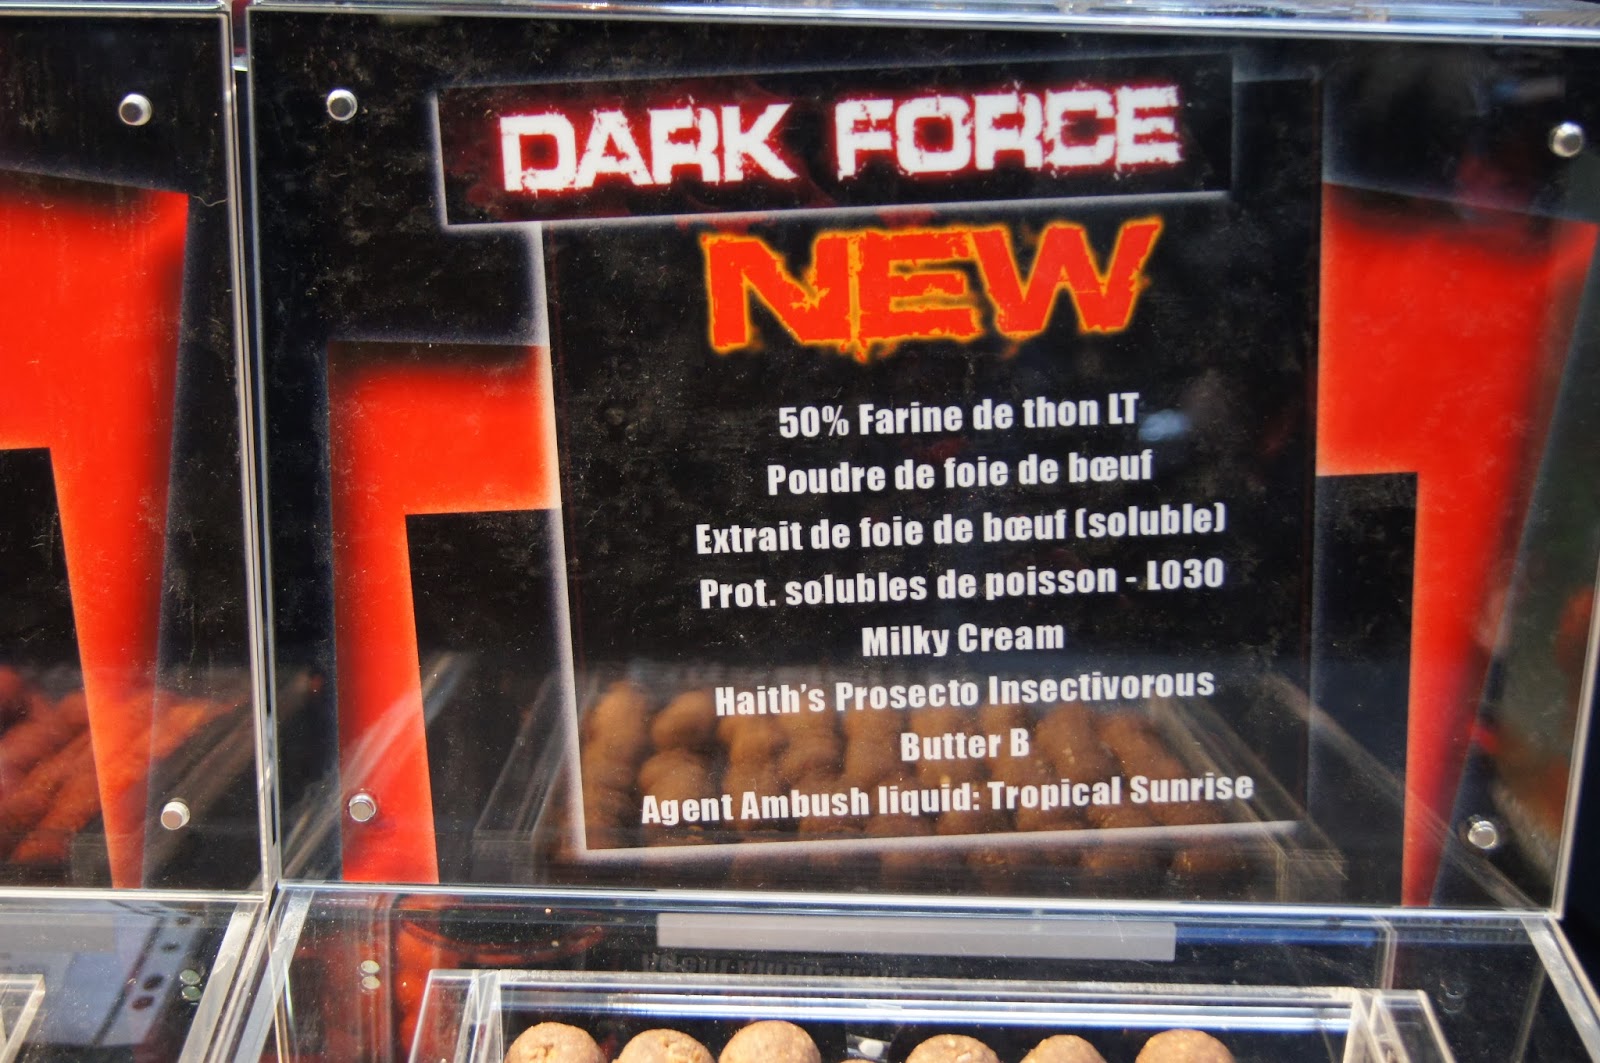 DARK FORCE
NEW
50% Farine de thon LT
Poudre de foie de bœuf
Extrait de foie de bœuf (soluble)
Prot. solubles de poisson - LO30
Milky Cream
Haith's Prosecto Insectivorous
Butter B
Agent Ambush liquid: Tropical Sunrise